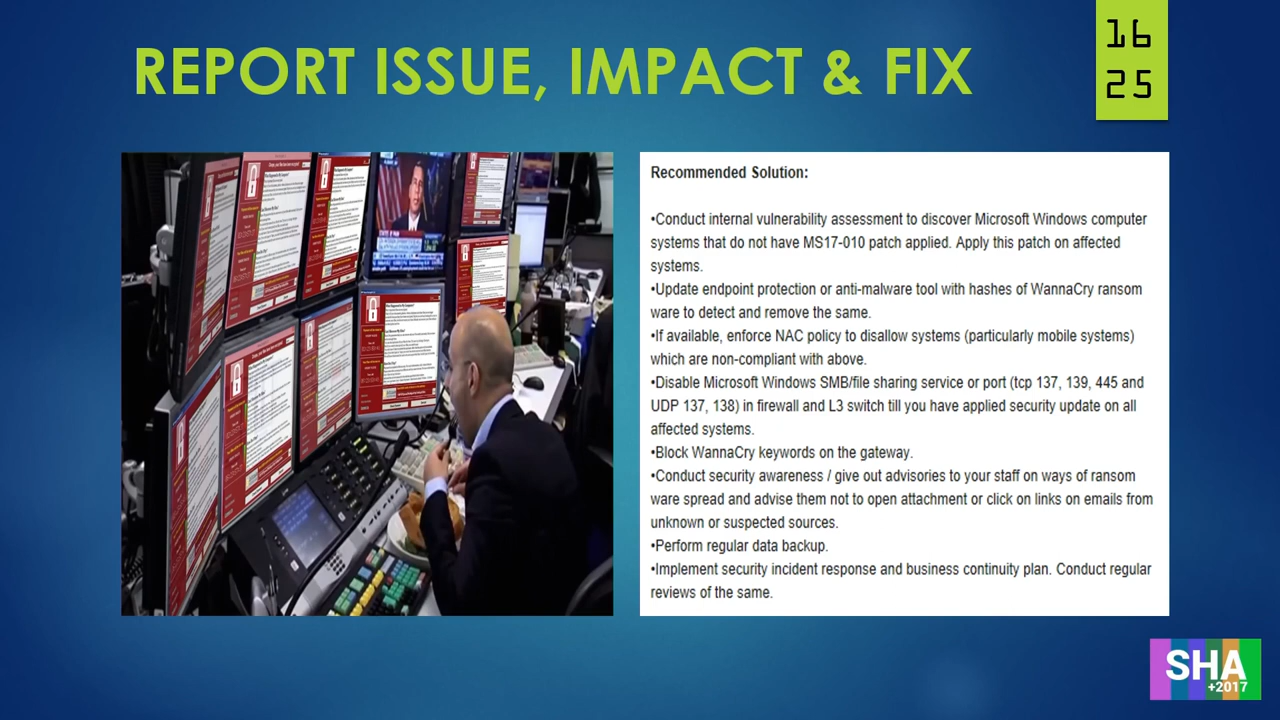 REPORT ISSUE, IMPACT & FIX
16
25
Recommended Solution:
•Conduct internal vulnerability assessment to discover Microsoft Windows computer
systems that do not have MS17-010 patch applied. Apply this patch on affected
systems.
•Update endpoint protection or anti-malware tool with hashes of WannaCry ransom
ware to detect and remove the same.
•If available, enable NAC
to disallow systems (particularly mobile systems)
which are non-compliant with above.
•Disable Microsoft Windows SMB/file sharing service or port (tcp 137, 139, 445 and
UDP 137, 138) in firewall and L3 switch till you have applied security update on all
affected systems.
•Block WannaCry keywords on the gateway.
•Conduct security awareness / give out advisories to your staff on ways of ransom
ware spread and advise them not to open attachment or click on links on emails from
unknown or suspected sources.
•Perform regular data backup.
•Implement security incident response and business continuity plan. Conduct regular
reviews of the same.
SHA
+2017